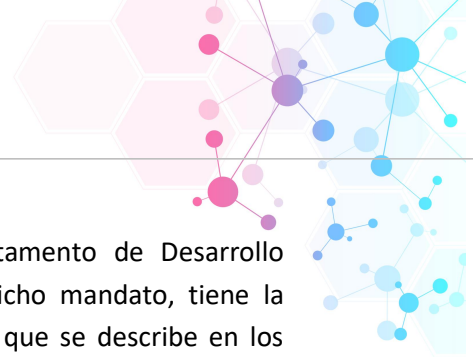 tamento de Desarrollo
icho mandato, tiene la
que se describe en los